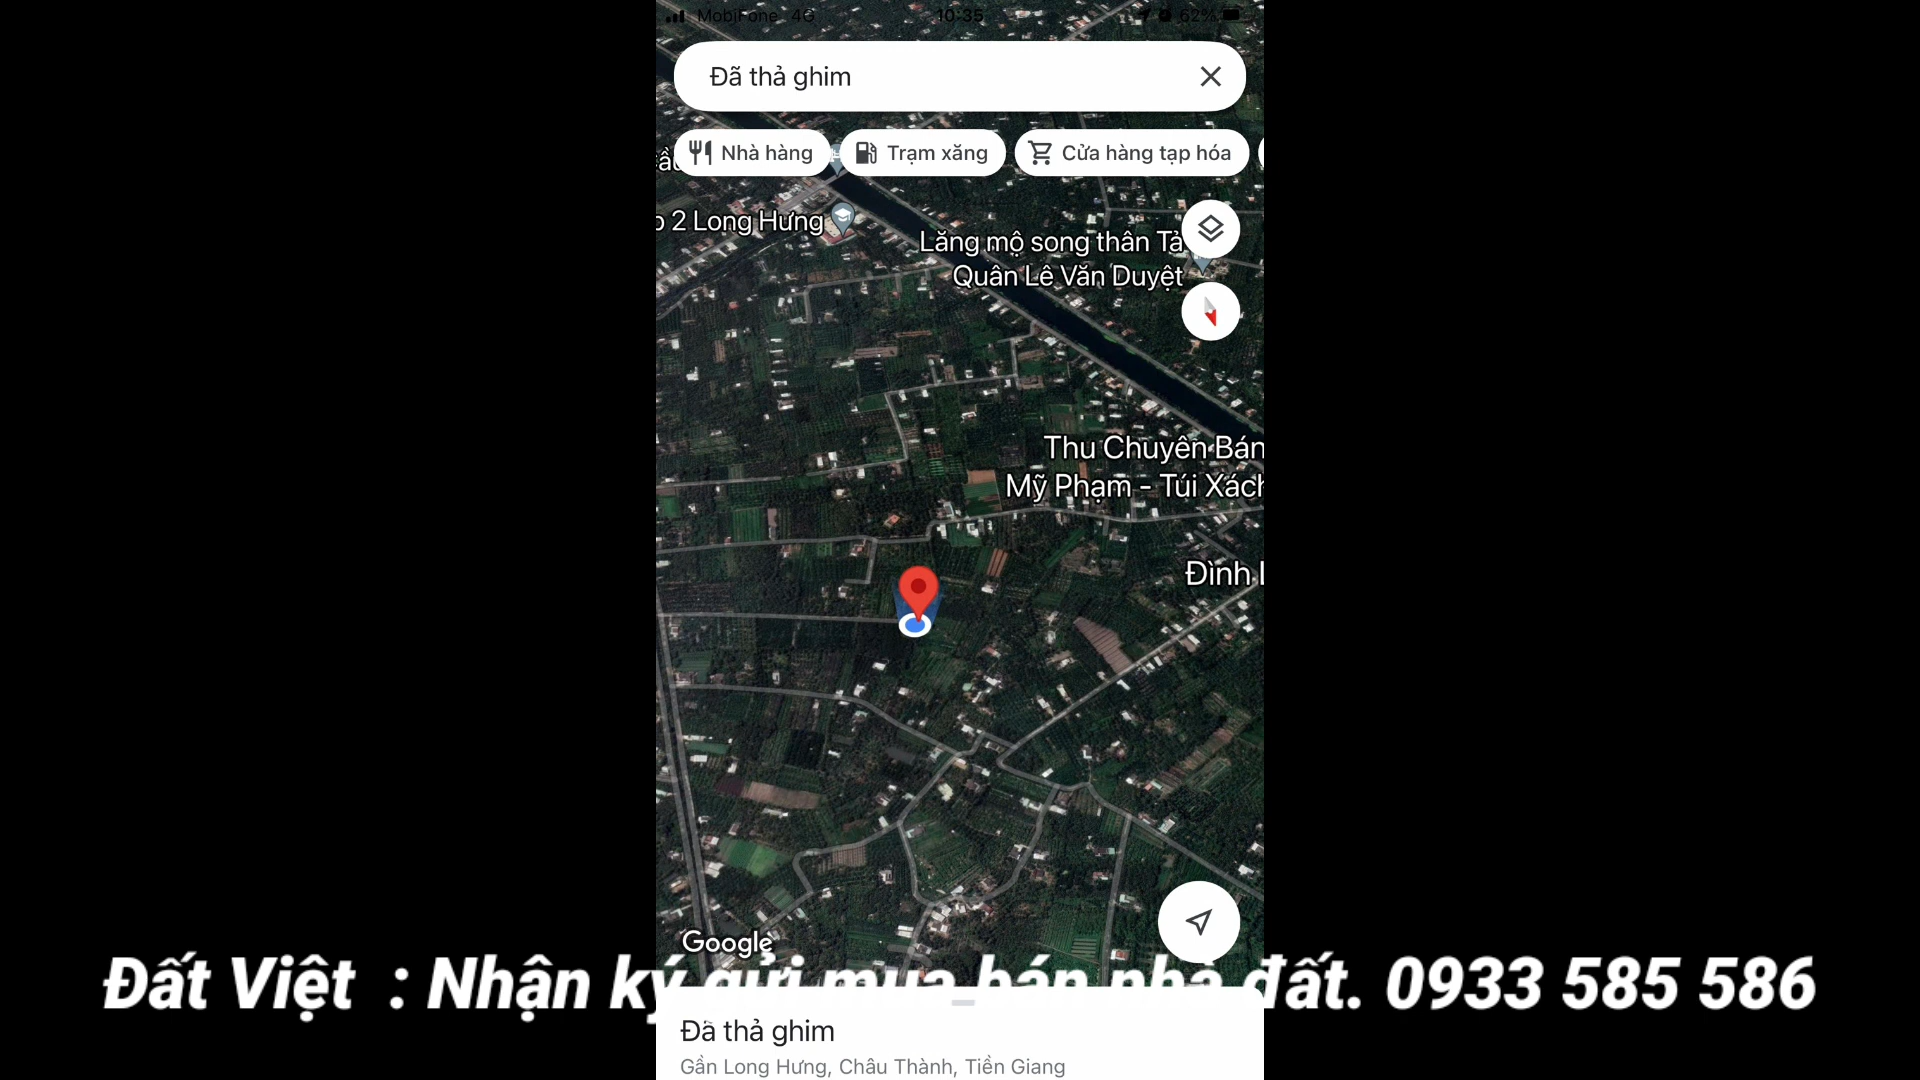 MobiFone 4G 10:35 62%
Đã thả ghim
Nhà hàng Trạm xăng Cửa hàng tạp hóa
2 Long Hưng
Lăng mộ song thân Tả
Quân Lê Văn Duyệt
Thu Chuyên Bán
Mỹ Phạm - Túi Xách
Đình
Google
Đất Việt : Nhận ký gửi mua bán nhà đất. 0933 585 586
Đã thả ghim
Gần Long Hưng, Châu Thành, Tiền Giang